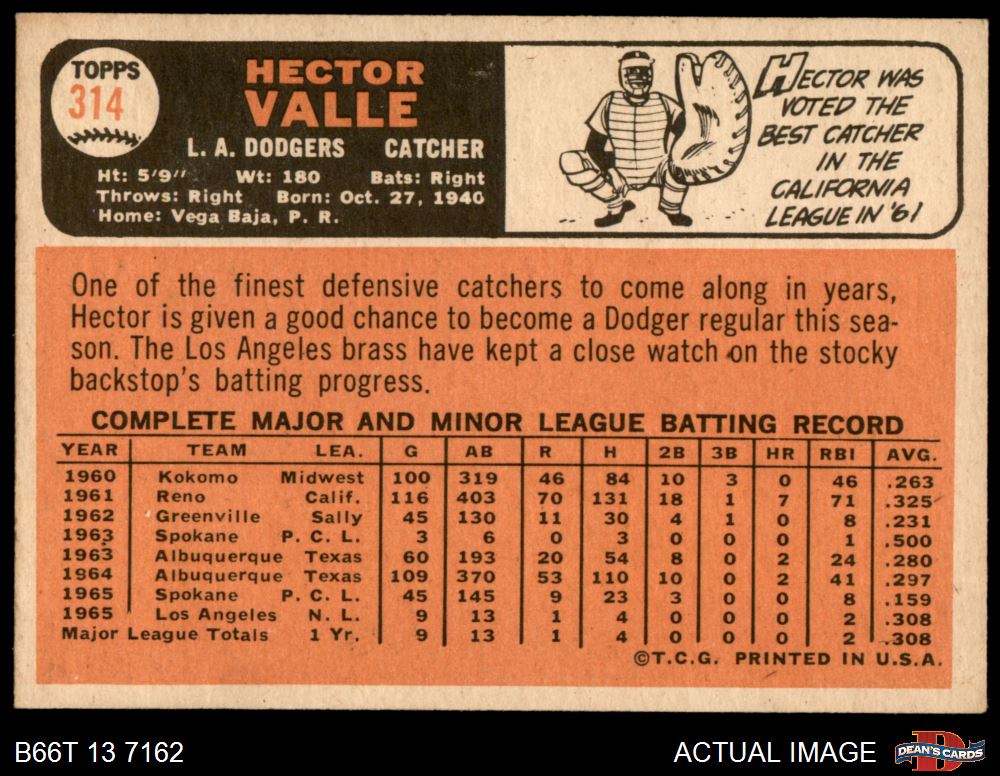 TOPPS
314
HECTOR
VALLE
L. A. DODGERS CATCHER
Ht: 5'9" Wt: 180 Bats: Right
Throws: Right Born: Oct. 27, 1940
Home: Vega Baja, P. R.
HECTOR WAS
VOTED THE
BEST CATCHER
IN THE
CALIFORNIA
LEAGUE IN '61
One of the finest defensive catchers to come along in years,
Hector is given a good chance to become a Dodger regular this sea-
son. The Los Angeles brass have kept a close watch on the stocky
backstop's batting progress.
COMPLETE MAJOR AND MINOR LEAGUE BATTING RECORD
YEAR TEAM LEA. G AB R H 2B 3B HR RBI AVG.
1960 Kokomo Midwest 100 319 46 84 10 3 0 46 .263
1961 Reno Calif. 116 403 70 131 18 1 7 71 .325
1962 Greenville Sally 45 130 11 30 4 1 0 8 .231
1963 Spokane P. C. L. 3 6 0 3 0 0 0 1 .500
1963 Albuquerque Texas 60 193 20 54 8 0 2 24 .280
1964 Albuquerque Texas 109 370 53 110 10 0 2 41 .297
1965 Spokane P. C. L. 45 145 9 23 3 0 0 8 .159
1965 Los Angeles N. L. 9 13 1 4 0 0 0 2 .308
Major League Totals 1 Yr. 9 13 1 4 0 0 0 2 .308
©T.C.G. PRINTED IN U.S.A.
B66T 13 7162 ACTUAL IMAGE DEAN'S CARDS